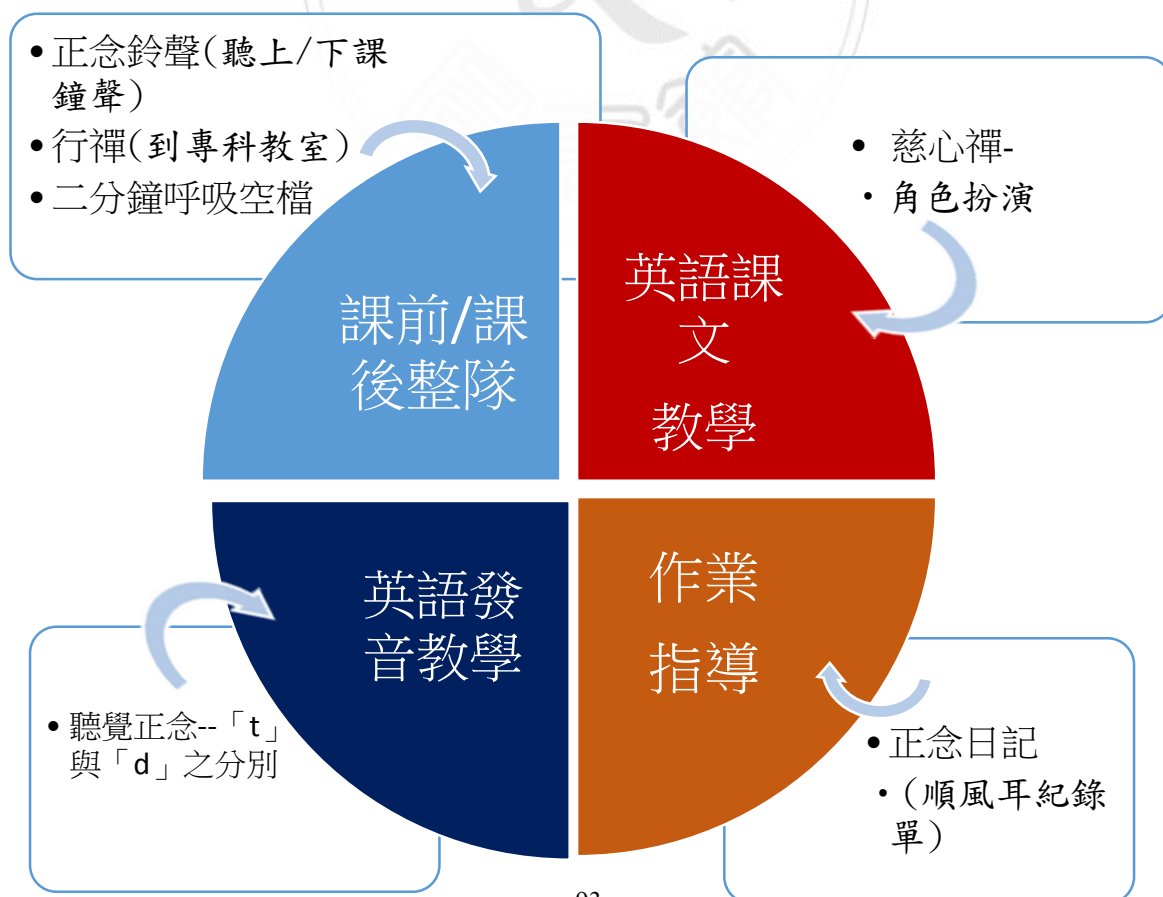 • 正念鈴聲(聽上/下課
鐘聲)
• 行禪(到專科教室)
• 二分鐘呼吸空檔
• 慈心禪-
• 角色扮演
課前/課
後整隊
英語課
文
教學
英語發
音教學
作業
指導
• 聽覺正念--「t」
與「d」之分別
• 正念日記
• (順風耳紀錄
單)